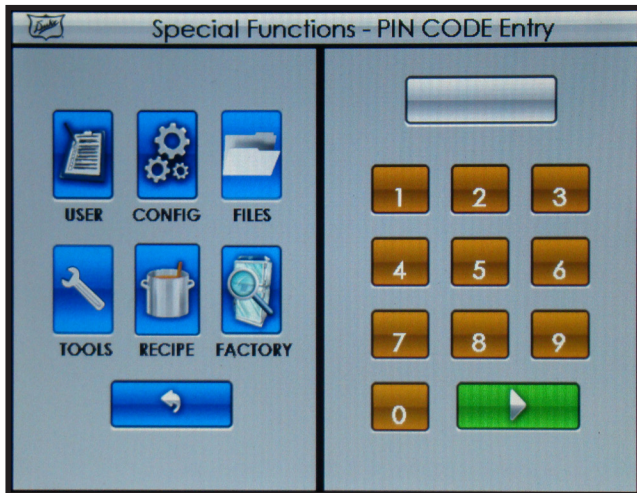 Special Functions - PIN CODE Entry
USER CONFIG FILES
TOOLS RECIPE FACTORY
1 2 3
4 5 6
7 8 9
0